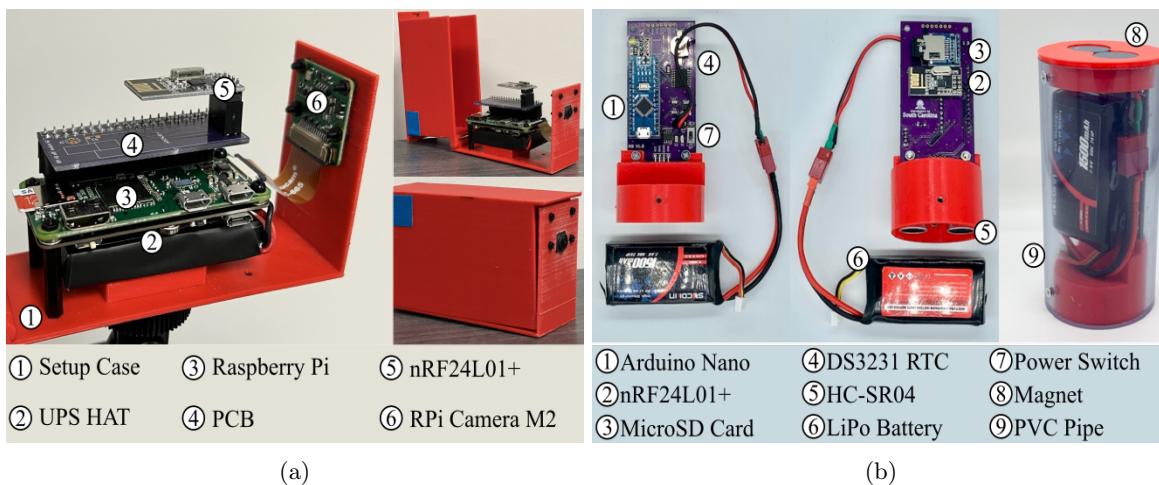 ① Setup Case
③ Raspberry Pi
⑤ nRF24L01+
② UPS HAT
④ PCB
⑥ RPi Camera M2
(a)
South Carolina
1500mAh
①Arduino Nano
④DS3231 RTC
⑦Power Switch
②nRF24L01+
⑤HC-SR04
⑧Magnet
③MicroSD Card
⑥LiPo Battery
⑨PVC Pipe
(b)